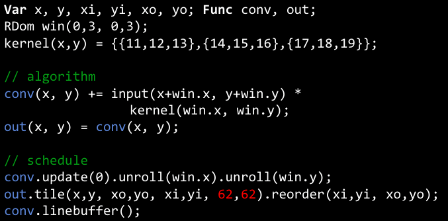 Var x, y, xi, yi, xo, yo; Func conv, out;
RDom win(0,3, 0,3);
kernel(x,y) = {{11,12,13},{14,15,16},{17,18,19}};
// algorithm
conv(x, y) += input(x+win.x, y+win.y) *
kernel(win.x, win.y);
out(x, y) = conv(x, y);
// schedule
conv.update(0).unroll(win.x).unroll(win.y);
out.tile(x,y, xo,yo, xi,yi, 62,62).reorder(xi,yi, xo,yo);
conv.linebuffer();